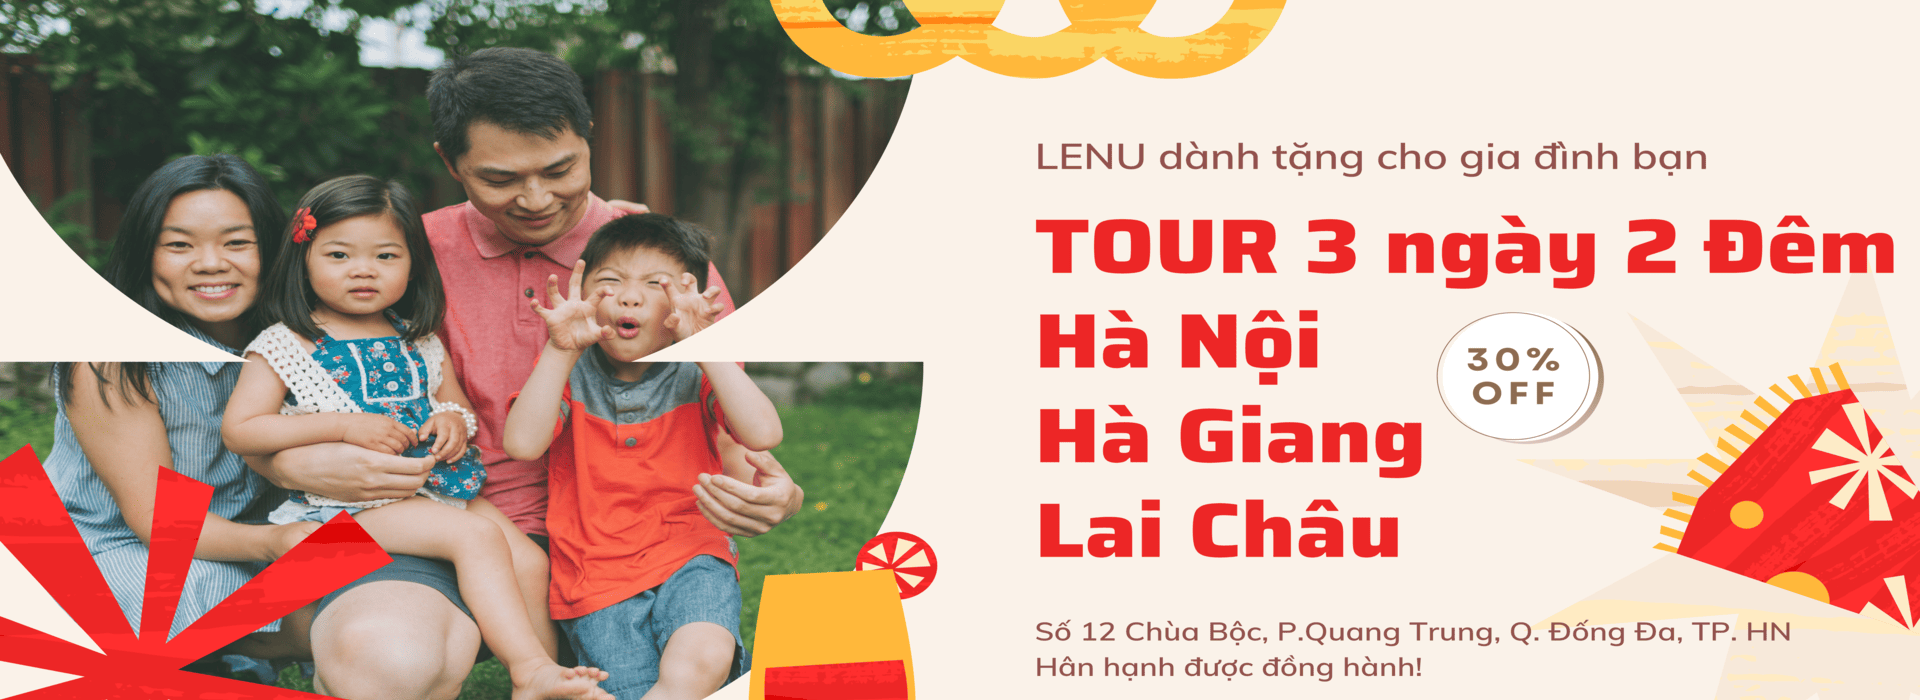 LENU dành tặng cho gia đình bạn
TOUR 3 ngày 2 Đêm
Hà Nội
Hà Giang
Lai Châu
30%
OFF
Số 12 Chùa Bộc, P.Quang Trung, Q. Đống Đa, TP. HN
Hân hạnh được đồng hành!